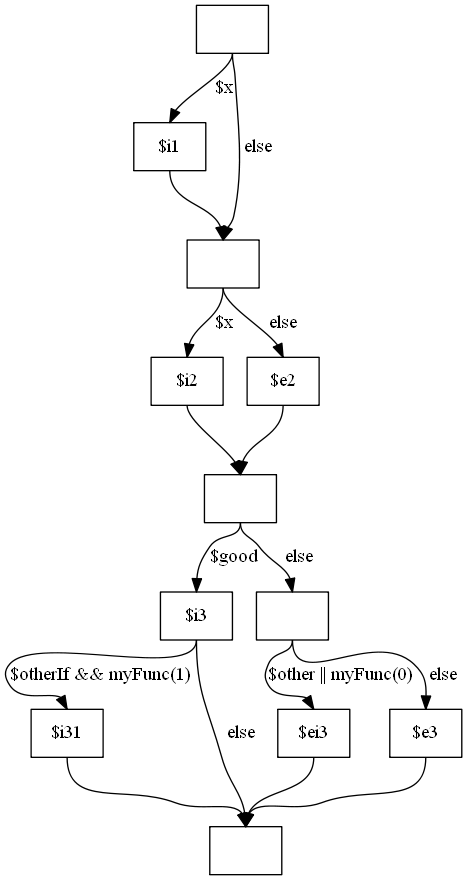 $x
$i1
else
$x
else
$i2
$e2
$good
else
$i3
$otherIf && myFunc(1)
$other || myFunc(0)
else
$i31
else
$ei3
$e3